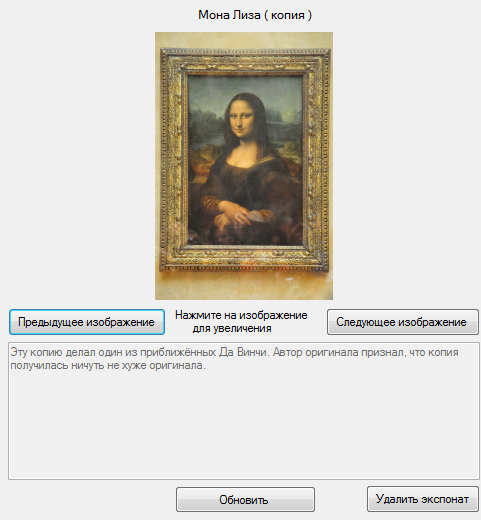 Мона Лиза ( копия )
Предыдущее изображение
Нажмите на изображение
для увеличения
Следующее изображение
Эту копию делал один из приближённых Да Винчи. Автор оригинала признал, что копия
получилась ничуть не хуже оригинала.
Обновить
Удалить экспонат